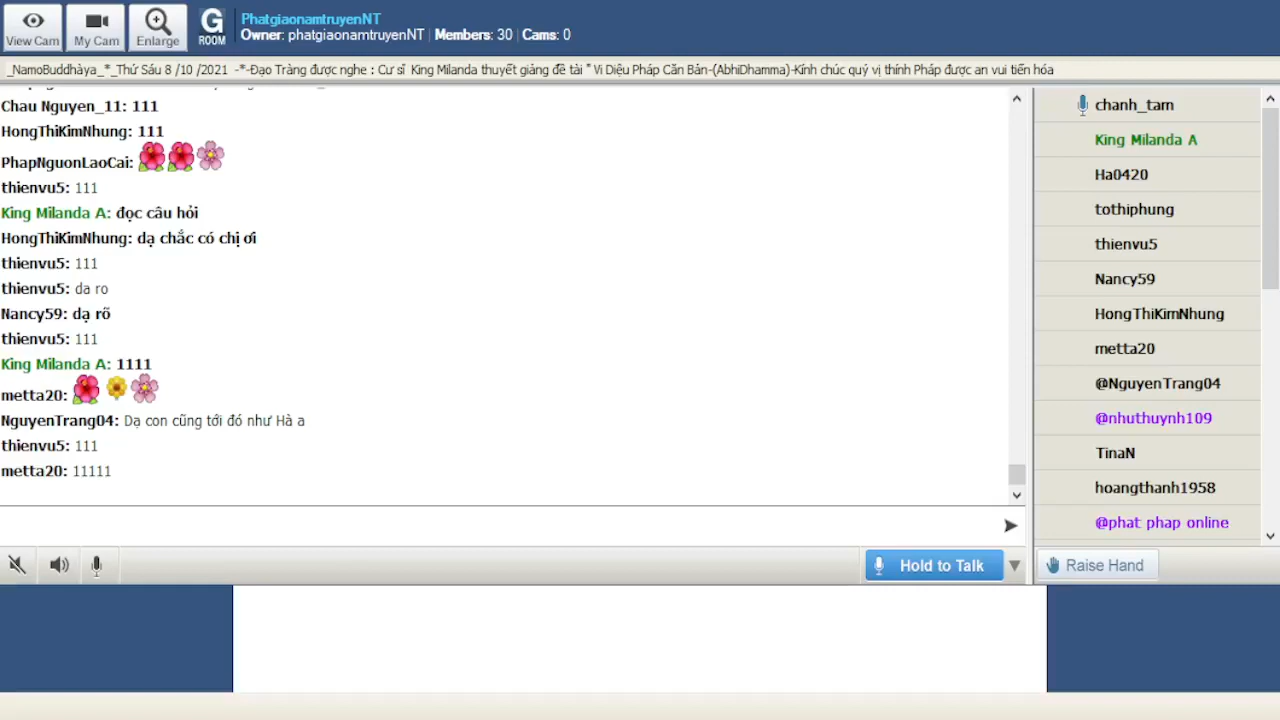 View Cam
My Cam
Enlarge
G
ROOM
PhatgiaonamtruyenNT
Owner: phatgiaonamtruyenNT | Members: 30 | Cams: 0
_NamoBuddhàya_*_Thứ Sáu 8 /10 /2021 -*-Đạo Tràng được nghe : Cư sĩ King Milanda thuyết giảng đề tài " Vi Diệu Pháp Căn Bản-(AbhiDhamma)-Kính chúc quý vị thính Pháp được an vui tiến hóa
Chau Nguyen_11: 111
HongThiKimNhung: 111
PhapNguonLaoCai:
thienvu5: 111
King Milanda A: đọc câu hỏi
HongThiKimNhung: dạ chắc có chị ơi
thienvu5: 111
thienvu5: da ro
Nancy59: dạ rõ
thienvu5: 111
King Milanda A: 1111
metta20:
NguyenTrang04: Dạ con cũng tới đó như Hà a
thienvu5: 111
metta20: 11111
chanh_tam
King Milanda A
Ha0420
tothiphung
thienvu5
Nancy59
HongThiKimNhung
metta20
@NguyenTrang04
@nhuthuynh109
TinaN
hoangthanh1958
@phat phap online
Hold to Talk
Raise Hand